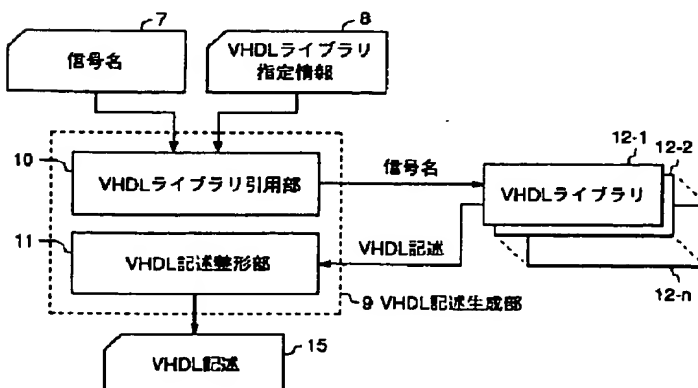 7
8
信号名
VHDLライブラリ
指定情報
10
VHDLライブラリ引用部
信号名
12-1
12-2
VHDLライブラリ
11
VHDL記述整形部
VHDL記述
12-n
9 VHDL記述生成部
VHDL記述
15